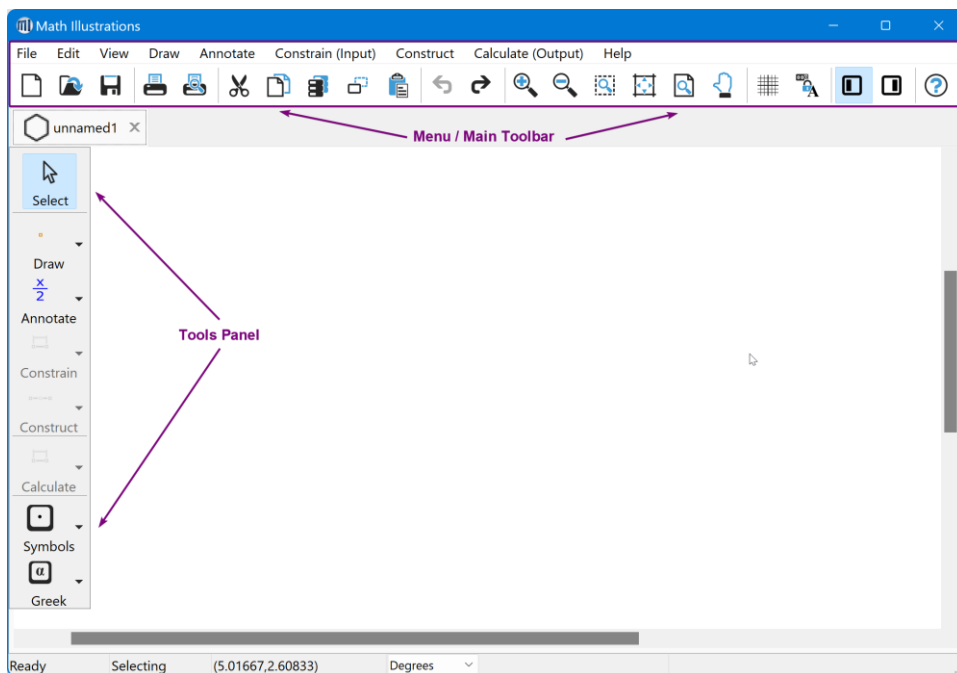 Math Illustrations
File Edit View Draw Annotate Constrain (Input) Construct Calculate (Output) Help
unnamed1
Menu / Main Toolbar
Select
Draw
x
2
Annotate
Tools Panel
Constrain
Construct
Calculate
Symbols
α
Greek
Ready Selecting (5.01667,2.60833) Degrees